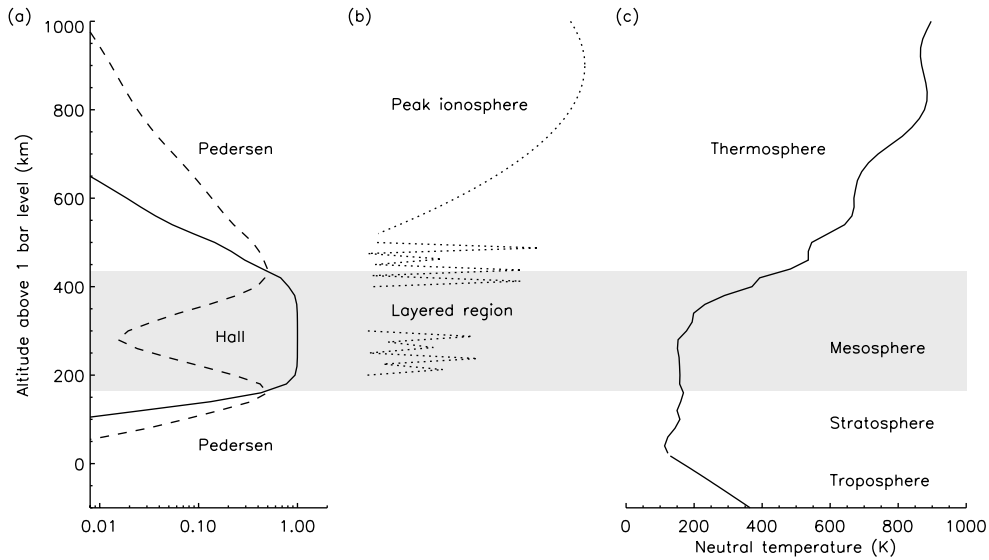 (a)
(b)
(c)
Altitude above 1 bar level (km)
1000
800
600
400
200
0
Pedersen
Hall
Pedersen
0.01 0.10 1.00
Peak ionosphere
Layered region
Thermosphere
Mesosphere
Stratosphere
Troposphere
0 200 400 600 800 1000
Neutral temperature (K)